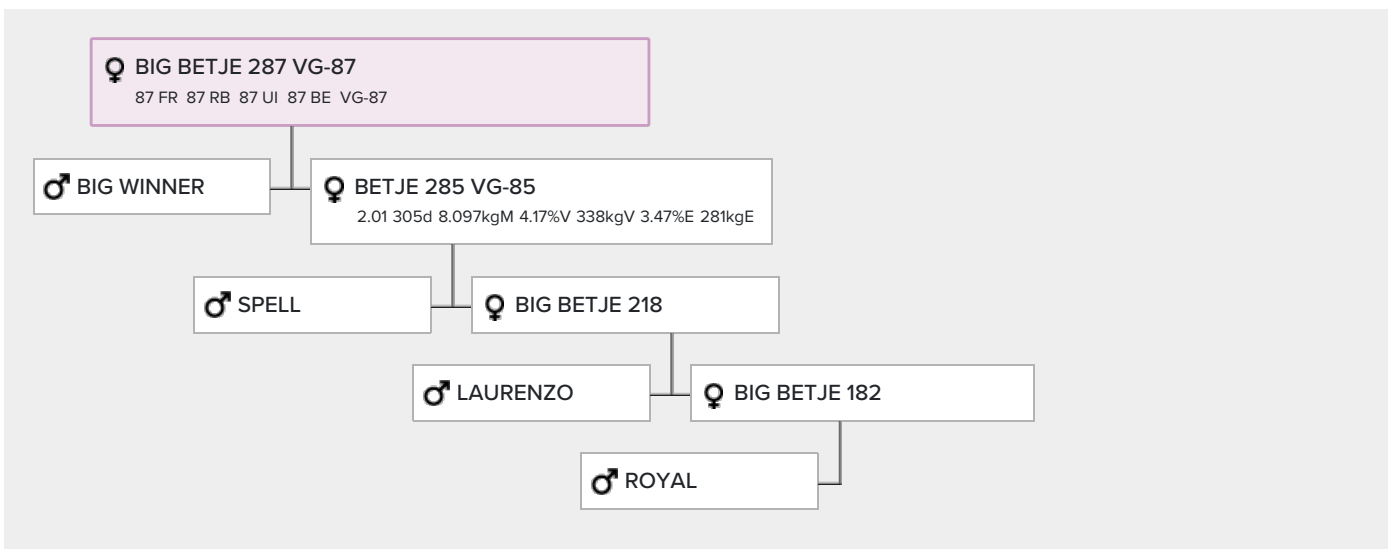 BIG BETJE 287 VG-87
87 FR 87 RB 87 UI 87 BE VG-87
BIG WINNER
BETJE 285 VG-85
2.01 305d 8.097kgM 4.17%V 338kgV 3.47%E 281kgE
SPELL
BIG BETJE 218
LAURENZO
BIG BETJE 182
ROYAL